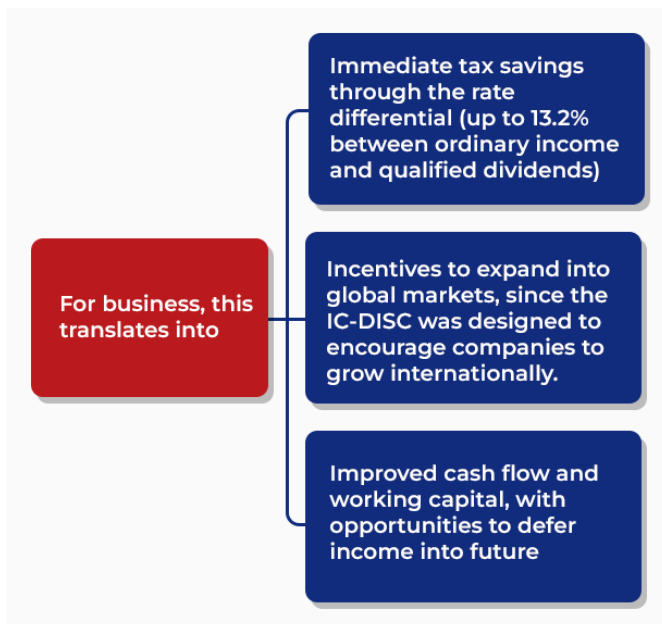 For business, this
translates into
Immediate tax savings
through the rate
differential (up to 13.2%
between ordinary income
and qualified dividends)
Incentives to expand into
global markets, since the
IC-DISC was designed to
encourage companies to
grow internationally.
Improved cash flow and
working capital, with
opportunities to defer
income into future